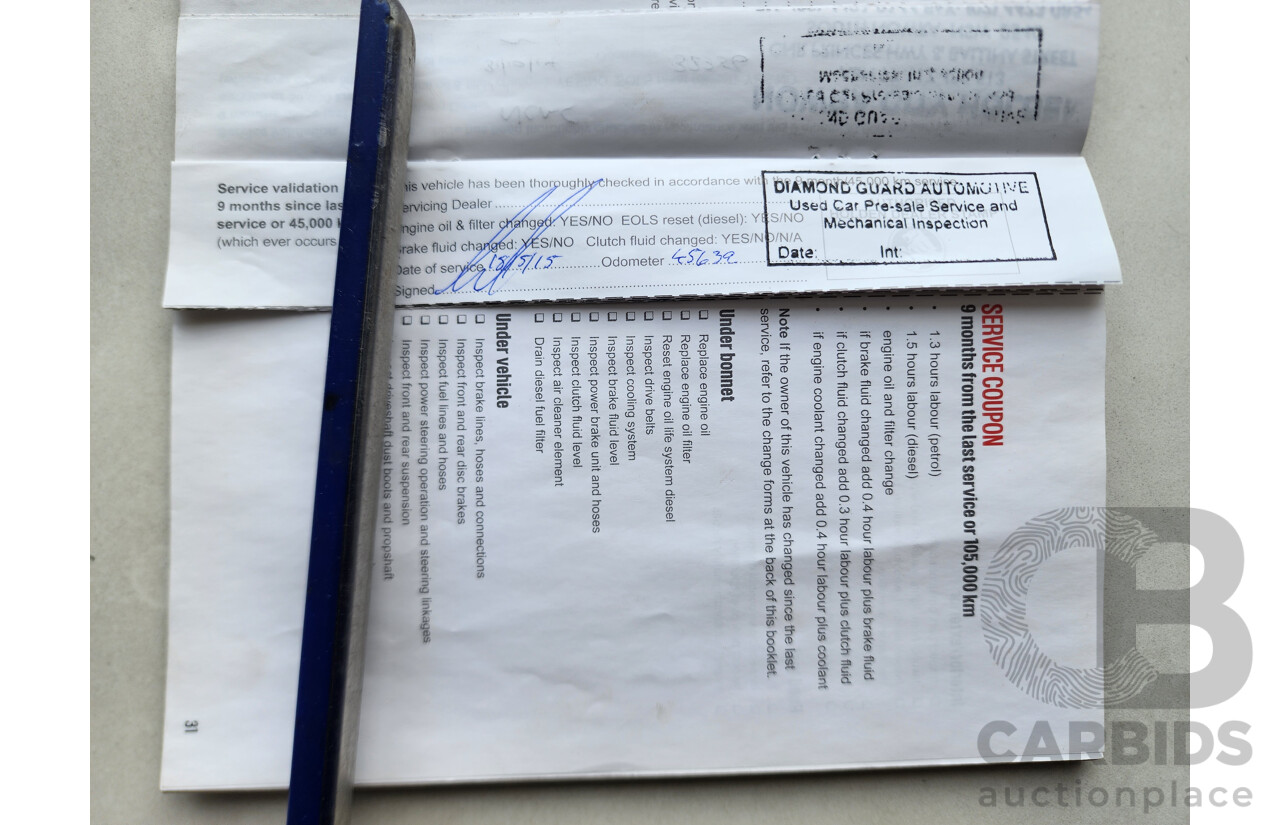 Service validation
9 months since las
service or 45,000
(which ever occurs
his vehicle has been thoroughly checked in accordance with the 9 month/45,000 km service
ervicing Dealer
ngine oil & filter changed: YES/NO EOLS reset (diesel): YES/NO
rake fluid changed: YES/NO Clutch fluid changed: YES/NO/N/A
Date of service 15/5/15 Odometer 45639
Signed
DIAMOND GUARD AUTOMOTIVE
Used Car Pre-sale Service and
Mechanical Inspection
Date: Int:
SERVICE COUPON
9 months from the last service or 105,000 km
• 1.3 hours labour (petrol)
• 1.5 hours labour (diesel)
• engine oil and filter change
• if brake fluid changed add 0.4 hour labour plus brake fluid
• if clutch fluid changed add 0.3 hour labour plus clutch fluid
• if engine coolant changed add 0.4 hour labour plus coolant
Note If the owner of this vehicle has changed since the last
service, refer to the change forms at the back of this booklet.
Under bonnet
❑ Replace engine oil
❑ Replace engine oil filter
❑ Reset engine oil life system diesel
❑ Inspect drive belts
❑ Inspect cooling system
❑ Inspect brake fluid level
❑ Inspect power brake unit and hoses
❑ Inspect clutch fluid level
❑ Inspect air cleaner element
❑ Drain diesel fuel filter
Under vehicle
❑ Inspect brake lines, hoses and connections
❑ Inspect front and rear disc brakes
❑ Inspect fuel lines and hoses
❑ Inspect power steering operation and steering linkages
❑ Inspect front and rear suspension
driveshaft dust boots and propshaft
31
CB
CARBIDS
auctionplace